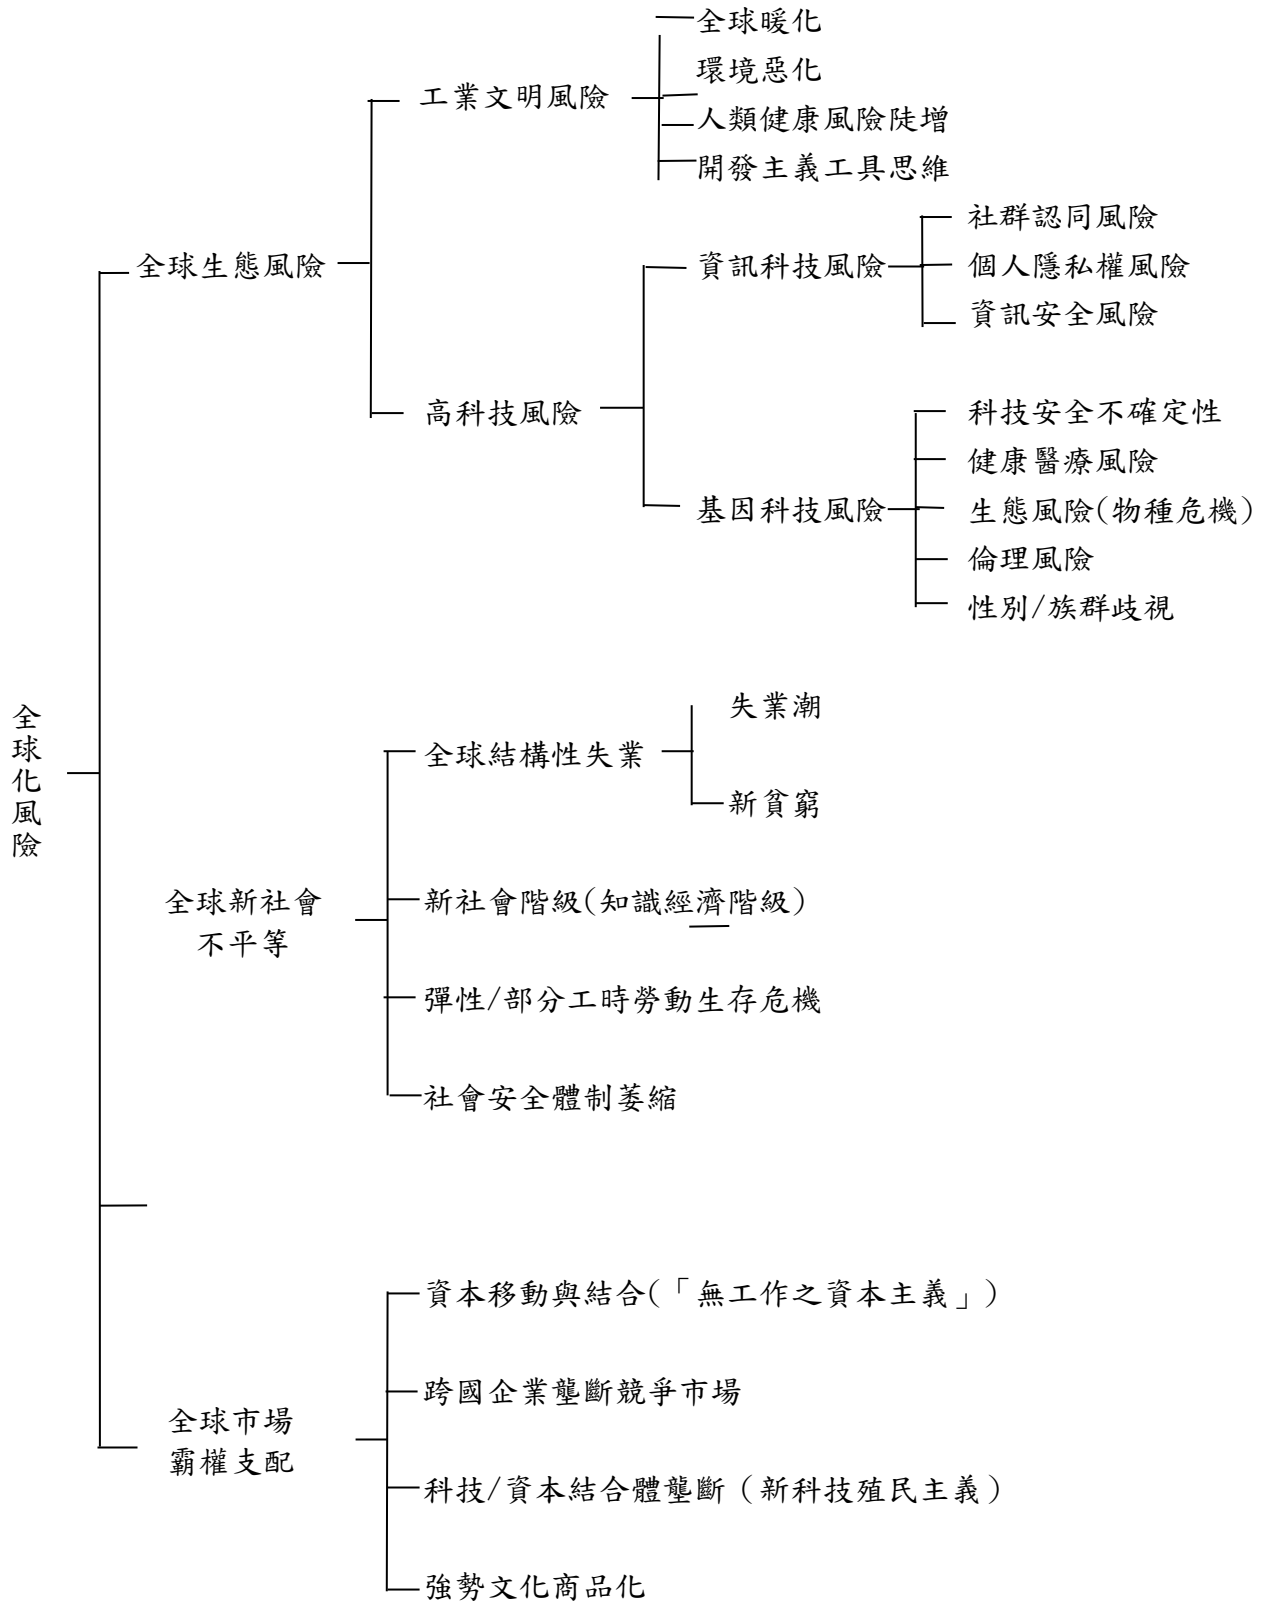 全球化風險
全球生態風險
工業文明風險
全球暖化
環境惡化
人類健康風險陡增
開發主義工具思維
高科技風險
資訊科技風險
社群認同風險
個人隱私權風險
資訊安全風險
基因科技風險
科技安全不確定性
健康醫療風險
生態風險(物種危機)
倫理風險
性別/族群歧視
全球新社會
不平等
全球結構性失業
失業潮
新貧窮
新社會階級(知識經濟階級)
彈性/部分工時勞動生存危機
社會安全體制萎縮
全球市場
霸權支配
資本移動與結合(「無工作之資本主義」)
跨國企業壟斷競爭市場
科技/資本結合體壟斷（新科技殖民主義）
強勢文化商品化